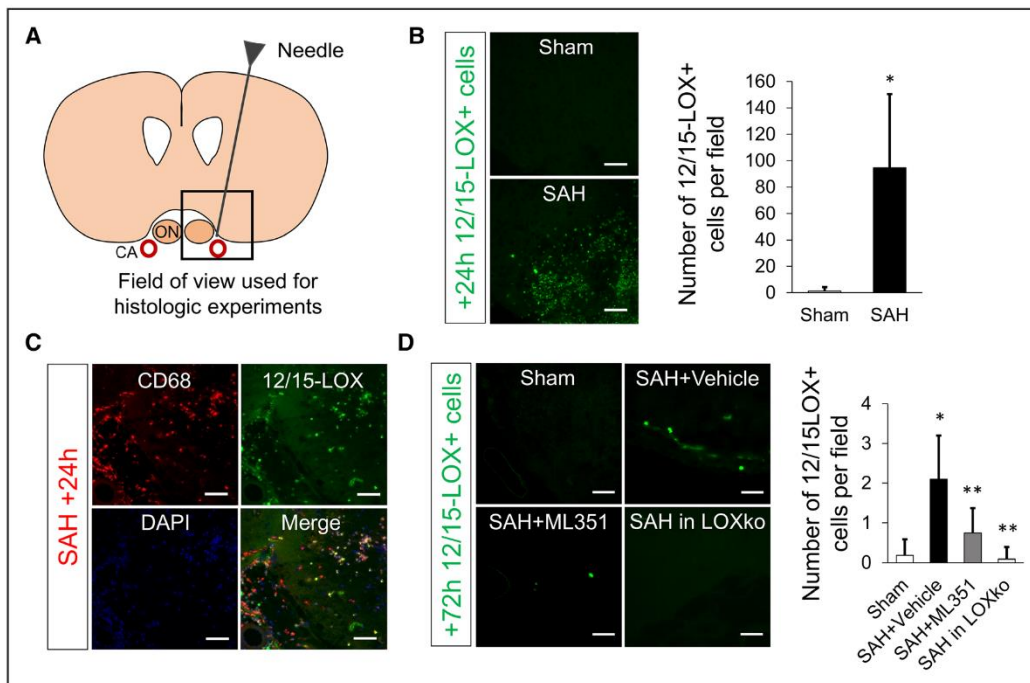 A
Needle
ON
CA
Field of view used for
histologic experiments
B
+24h 12/15-LOX+ cells
Sham
SAH
Number of 12/15-LOX+
cells per field
160
140
120
100
80
60
40
20
0
*
Sham
SAH
C
SAH +24h
CD68
12/15-LOX
DAPI
Merge
D
+72h 12/15-LOX+ cells
Sham
SAH+Vehicle
SAH+ML351
SAH in LOXko
Number of 12/15LOX+
cells per field
4
3
2
1
0
*
**
**
Sham
SAH+Vehicle
SAH+ML351
SAH in LOXko